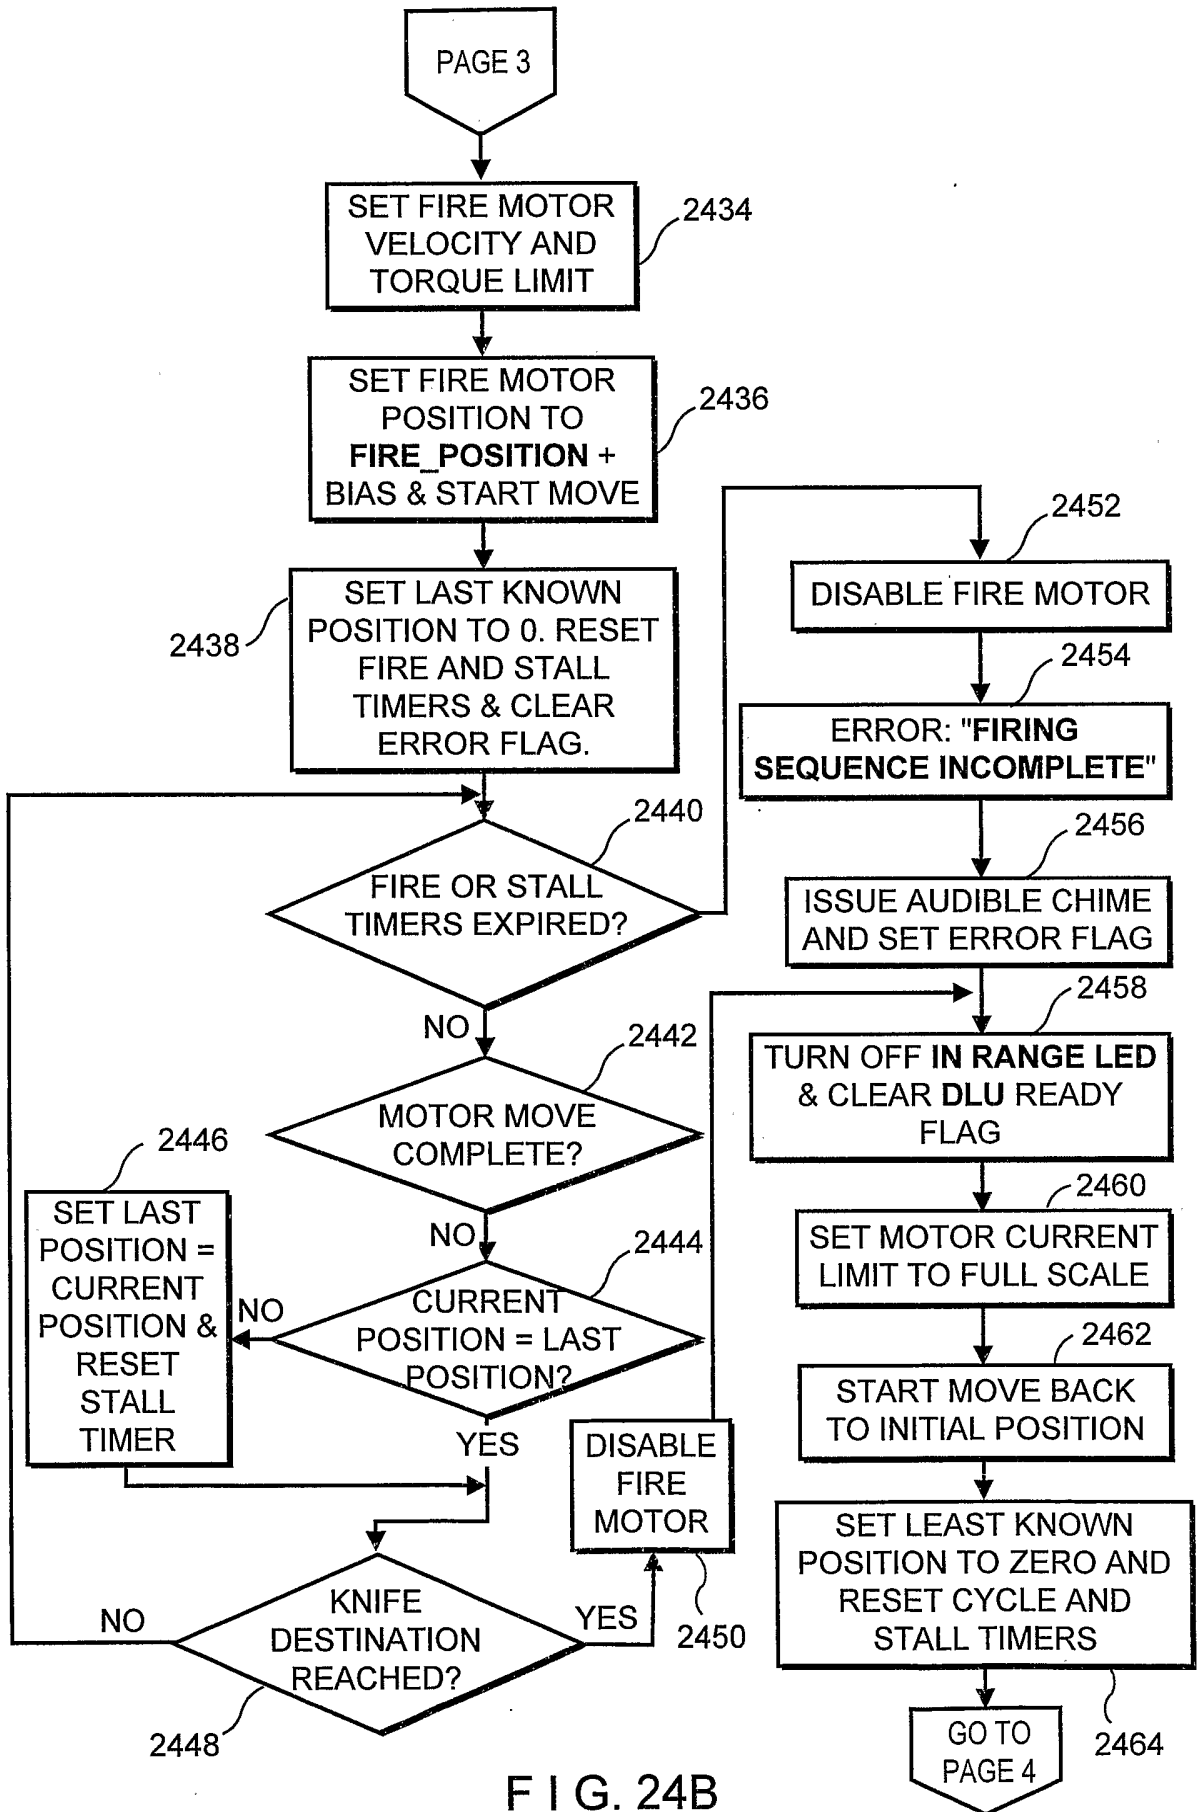 PAGE 3
SET FIRE MOTOR
VELOCITY AND
TORQUE LIMIT
2434
SET FIRE MOTOR
POSITION TO
FIRE_POSITION +
BIAS & START MOVE
2436
SET LAST KNOWN
POSITION TO 0. RESET
FIRE AND STALL
TIMERS & CLEAR
ERROR FLAG.
2438
FIRE OR STALL
TIMERS EXPIRED?
2440
NO
MOTOR MOVE
COMPLETE?
2442
NO
CURRENT
POSITION = LAST
POSITION?
2444
NO
2446
SET LAST
POSITION =
CURRENT
POSITION &
RESET
STALL
TIMER
YES
KNIFE
DESTINATION
REACHED?
2448
NO
YES
DISABLE
FIRE
MOTOR
2450
2452
DISABLE FIRE MOTOR
2454
ERROR: "FIRING
SEQUENCE INCOMPLETE"
2456
ISSUE AUDIBLE CHIME
AND SET ERROR FLAG
2458
TURN OFF IN RANGE LED
& CLEAR DLU READY
FLAG
2460
SET MOTOR CURRENT
LIMIT TO FULL SCALE
2462
START MOVE BACK
TO INITIAL POSITION
SET LEAST KNOWN
POSITION TO ZERO AND
RESET CYCLE AND
STALL TIMERS
2464
GO TO
PAGE 4
FIG. 24B